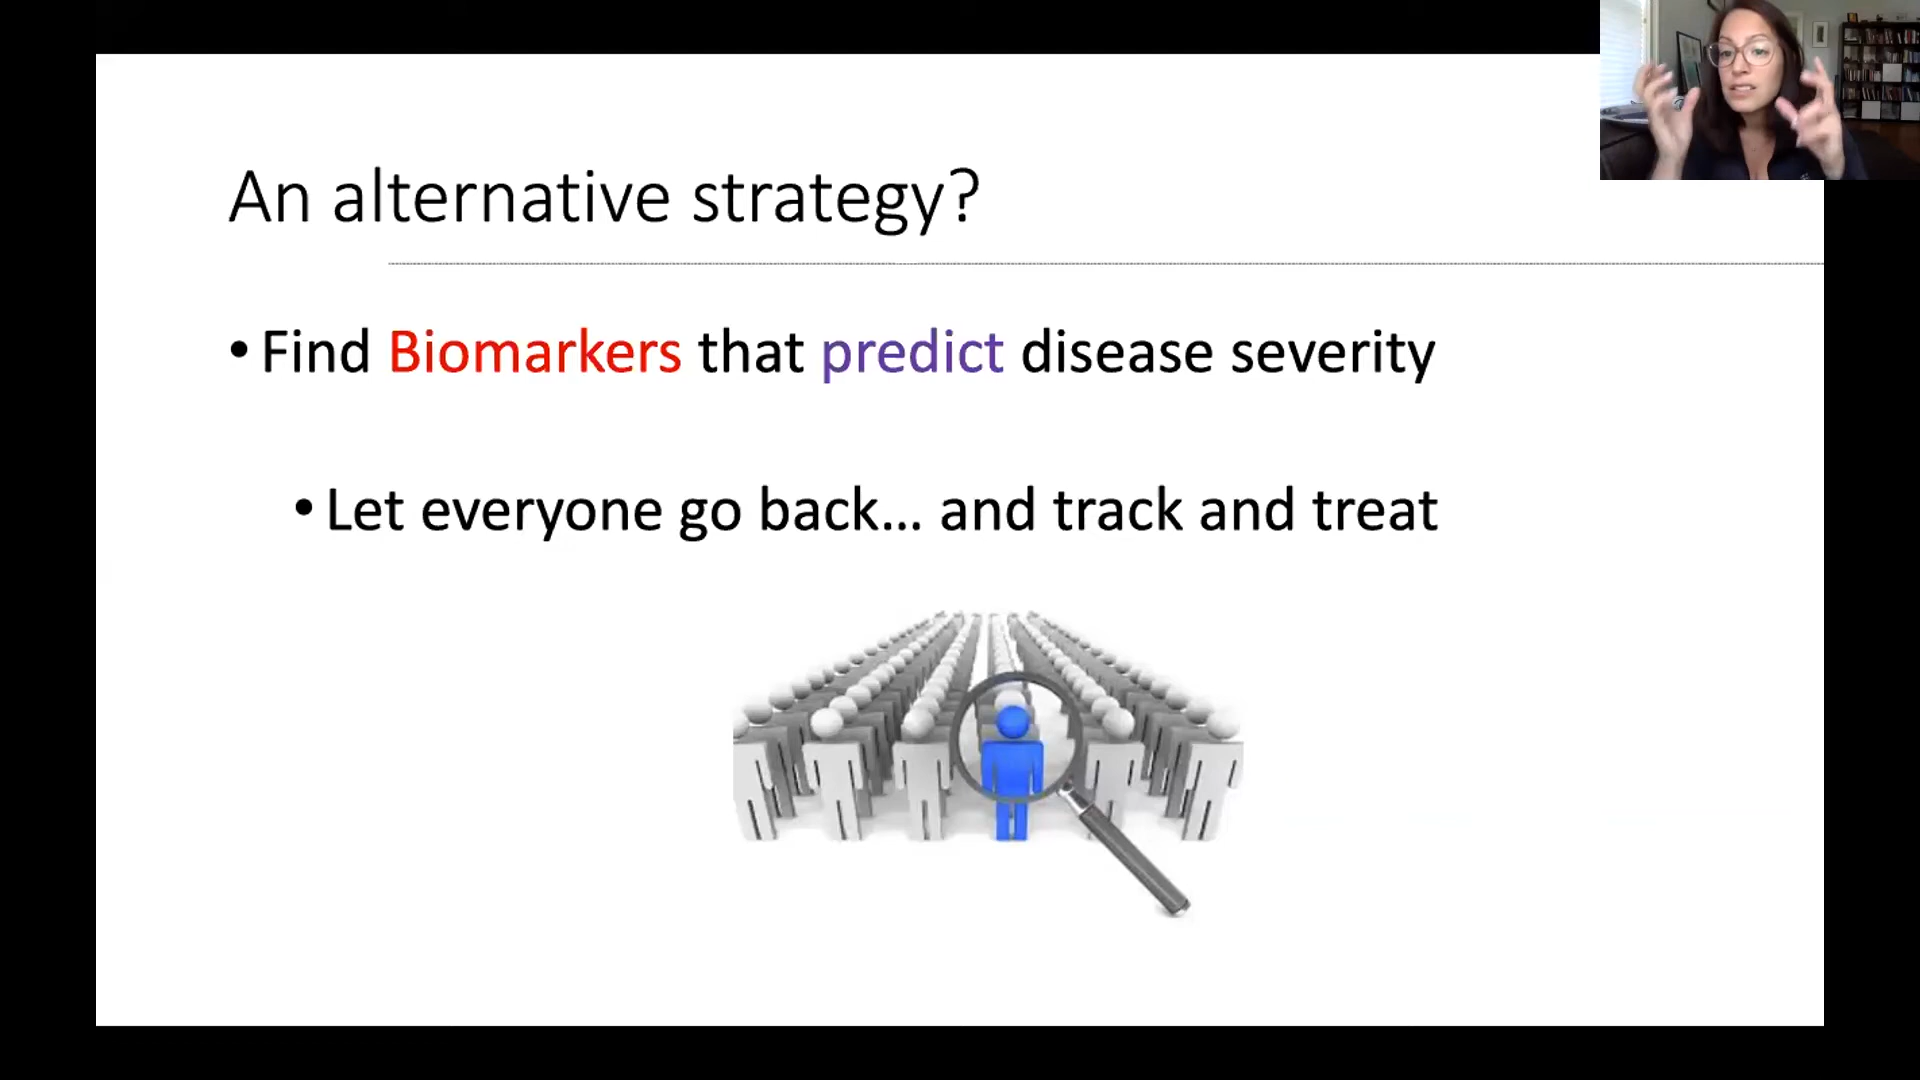 An alternative strategy?
• Find Biomarkers that predict disease severity
• Let everyone go back... and track and treat